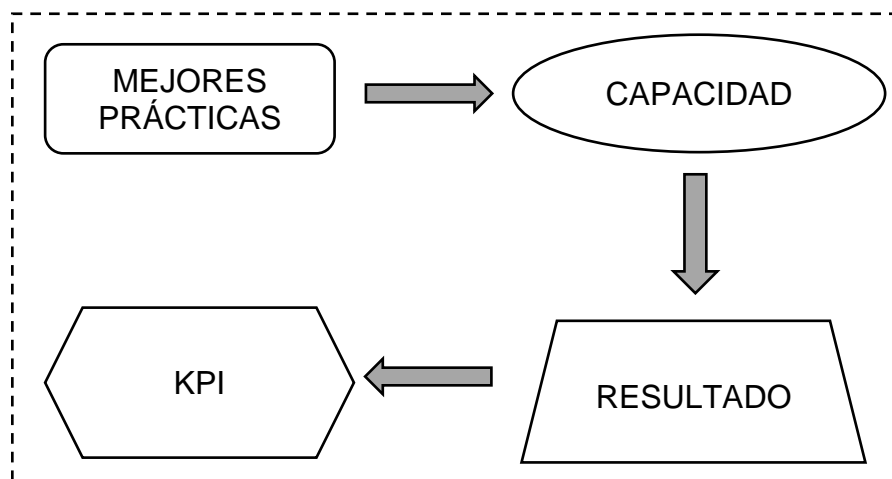 MEJORES
PRÁCTICAS
CAPACIDAD
RESULTADO
KPI